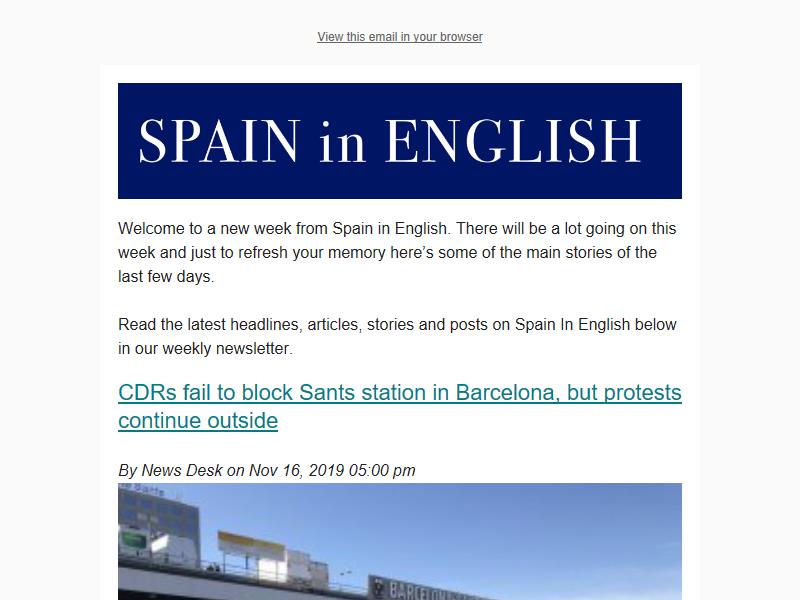 View this email in your browser
SPAIN in ENGLISH
Welcome to a new week from Spain in English. There will be a lot going on this
week and just to refresh your memory here’s some of the main stories of the
last few days.
Read the latest headlines, articles, stories and posts on Spain In English below
in our weekly newsletter.
CDRs fail to block Sants station in Barcelona, but protests
continue outside
By News Desk on Nov 16, 2019 05:00 pm
BARCELONA